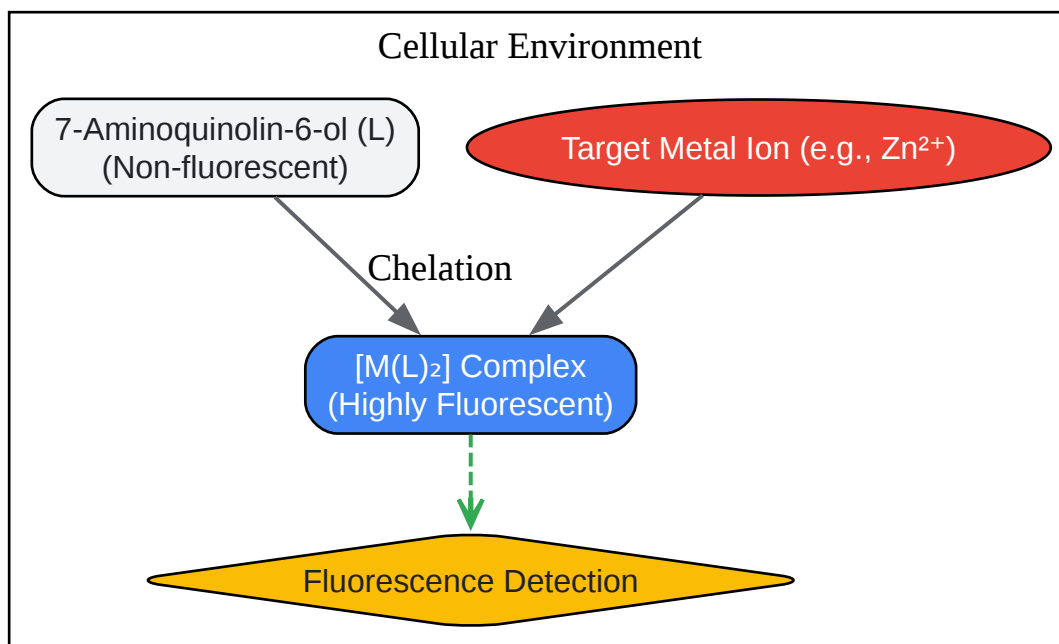 Cellular Environment
7-Aminoquinolin-6-ol (L)
(Non-fluorescent)
Target Metal Ion (e.g., Zn²⁺)
Chelation
[M(L)₂] Complex
(Highly Fluorescent)
Fluorescence Detection